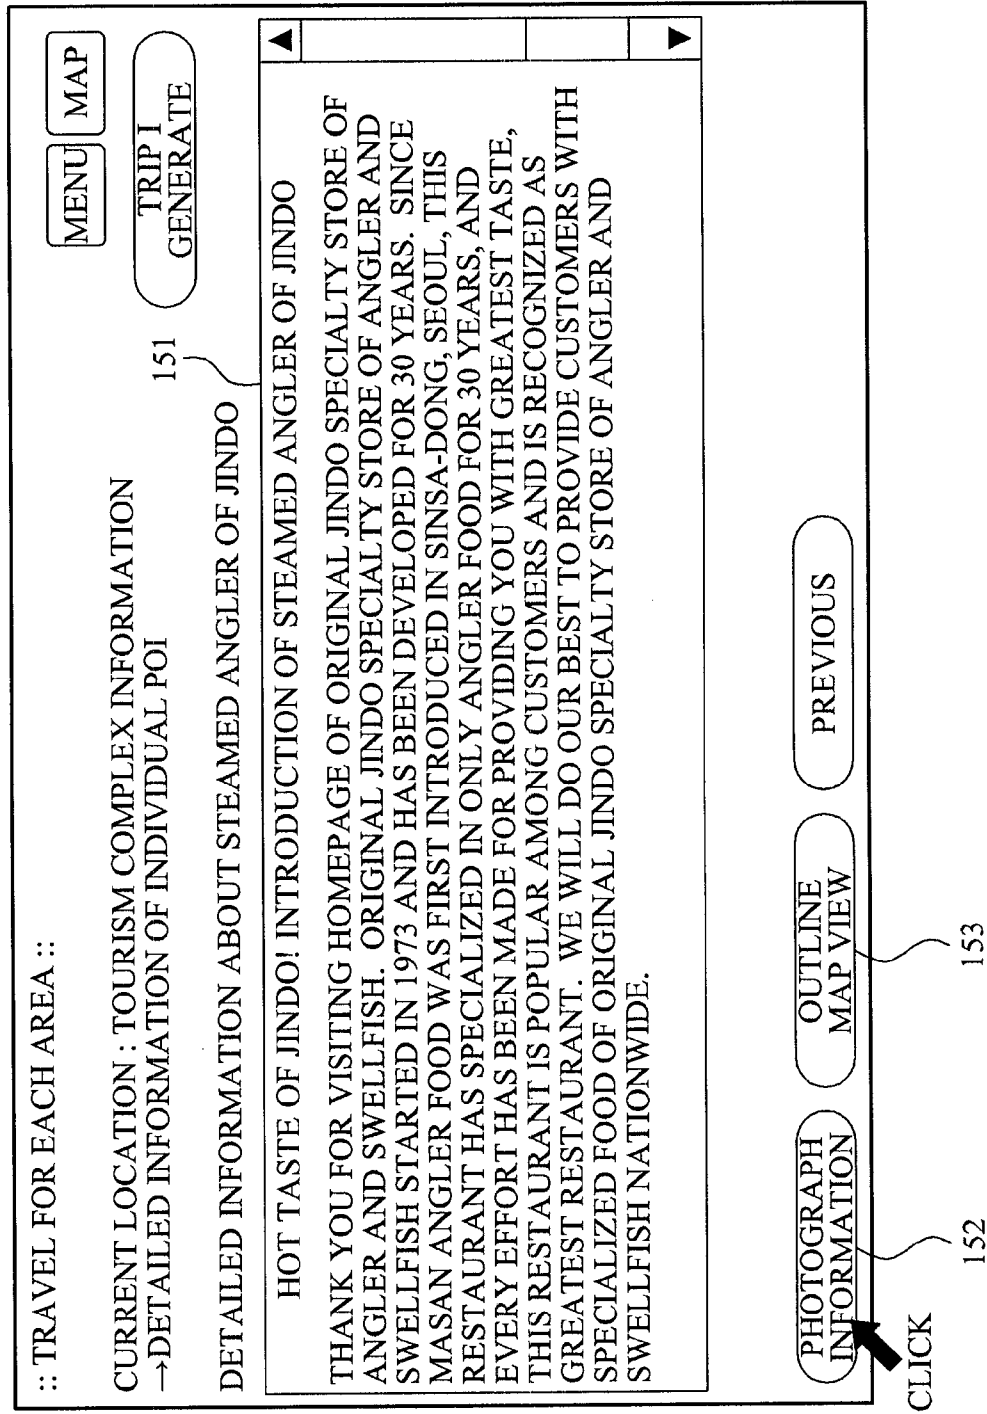 :: TRAVEL FOR EACH AREA ::
MENU MAP
CURRENT LOCATION : TOURISM COMPLEX INFORMATION
→DETAILED INFORMATION OF INDIVIDUAL POI
TRIP I
GENERATE
151
DETAILED INFORMATION ABOUT STEAMED ANGLER OF JINDO
HOT TASTE OF JINDO! INTRODUCTION OF STEAMED ANGLER OF JINDO
THANK YOU FOR VISITING HOMEPAGE OF ORIGINAL JINDO SPECIALTY STORE OF
ANGLER AND SWELLFISH. ORIGINAL JINDO SPECIALTY STORE OF ANGLER AND
SWELLFISH STARTED IN 1973 AND HAS BEEN DEVELOPED FOR 30 YEARS. SINCE
MASAN ANGLER FOOD WAS FIRST INTRODUCED IN SINSA-DONG, SEOUL, THIS
RESTAURANT HAS SPECIALIZED IN ONLY ANGLER FOOD FOR 30 YEARS, AND
EVERY EFFORT HAS BEEN MADE FOR PROVIDING YOU WITH GREATEST TASTE,
THIS RESTAURANT IS POPULAR AMONG CUSTOMERS AND IS RECOGNIZED AS
GREATEST RESTAURANT. WE WILL DO OUR BEST TO PROVIDE CUSTOMERS WITH
SPECIALIZED FOOD OF ORIGINAL JINDO SPECIALTY STORE OF ANGLER AND
SWELLFISH NATIONWIDE.
PHOTOGRAPH
INFORMATION
OUTLINE
MAP VIEW
PREVIOUS
CLICK
152
153